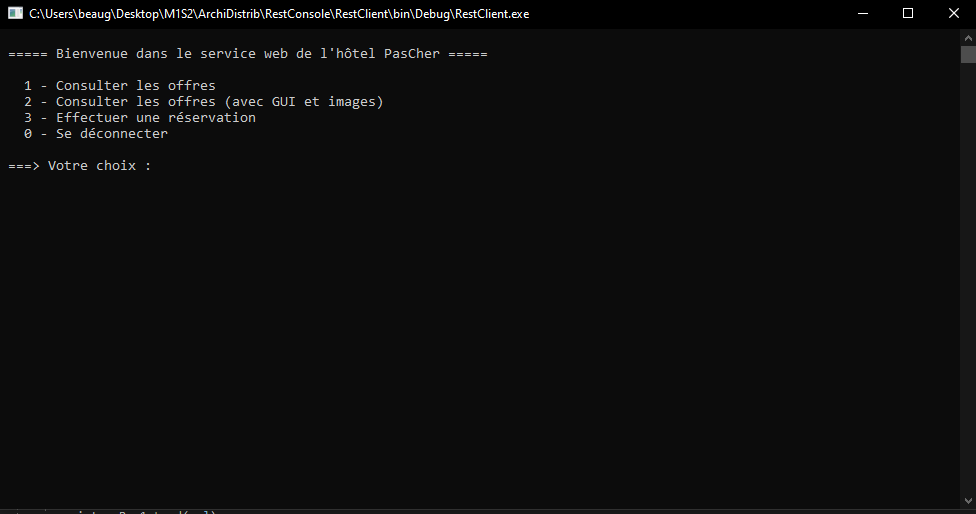 C:\Users\beaug\Desktop\M1S2\ArchiDistrib\RestConsole\RestClient\bin\Debug\RestClient.exe
===== Bienvenue dans le service web de l'hôtel PasCher =====
1 - Consulter les offres
2 - Consulter les offres (avec GUI et images)
3 - Effectuer une réservation
0 - Se déconnecter
===> Votre choix :